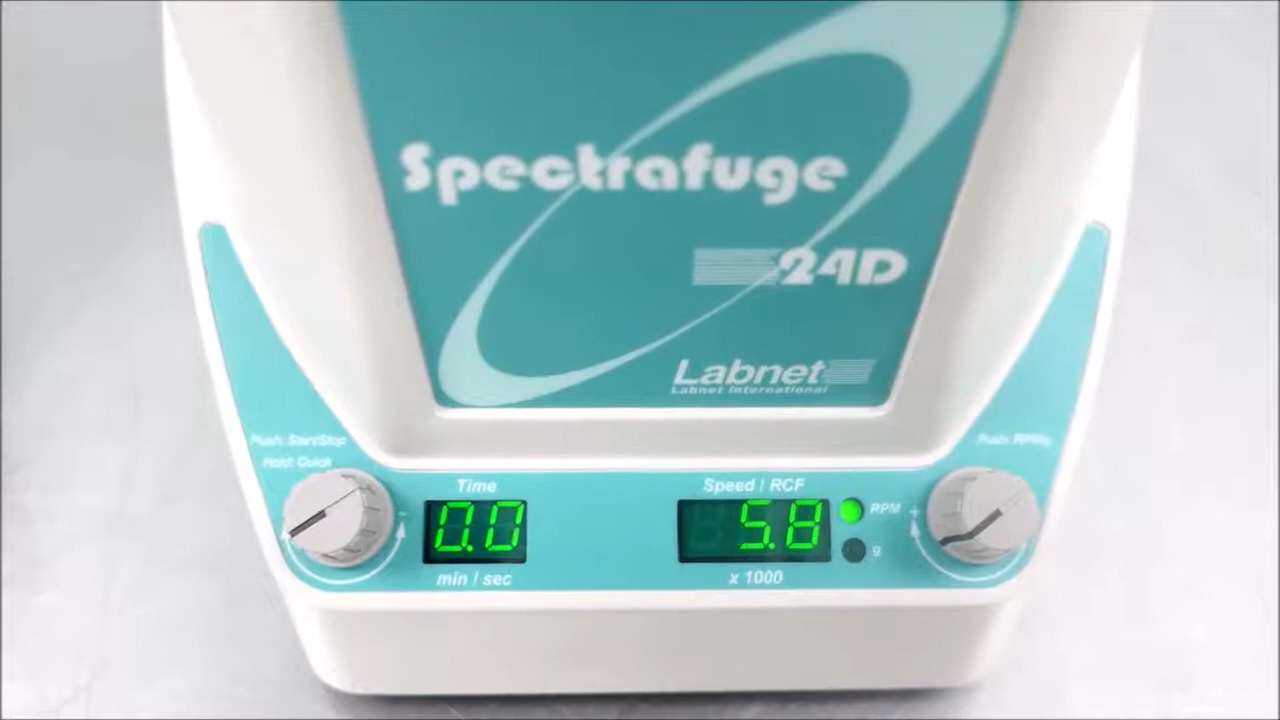 Spectrafuge
24D
Labnet
Labnet International
Push: Start/Stop
Hold: Quick
Time
0.0
min / sec
Speed / RCF
5.8
x 1000
RPM
g
+
-
Push: RPM/g